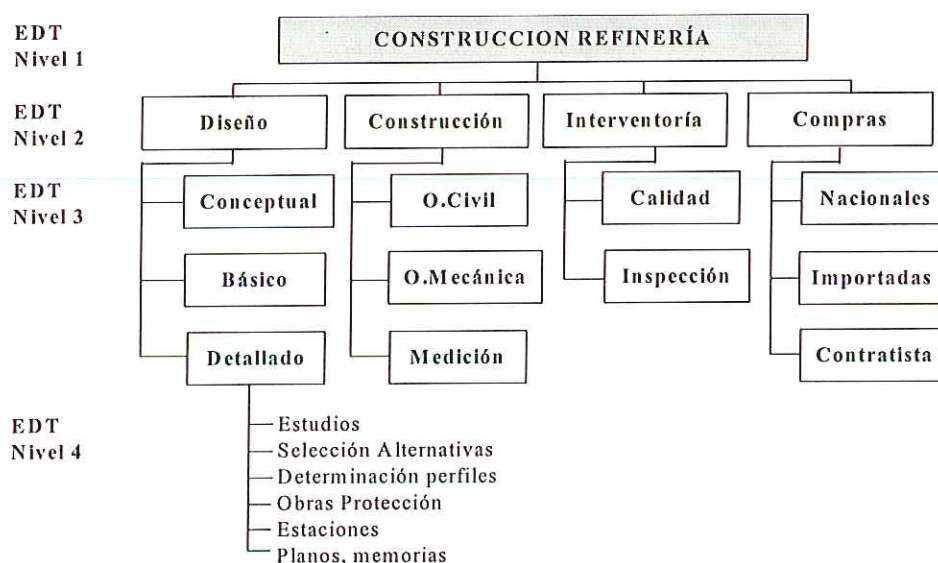 EDT
Nivel 1
CONSTRUCCION REFINERÍA
EDT
Nivel 2
Diseño
Construcción
Interventoría
Compras
EDT
Nivel 3
Conceptual
O.Civil
Calidad
Nacionales
Básico
O.Mecánica
Inspección
Importadas
Detallado
Medición
Contratista
EDT
Nivel 4
Estudios
Selección Alternativas
Determinación perfiles
Obras Protección
Estaciones
Planos, memorias